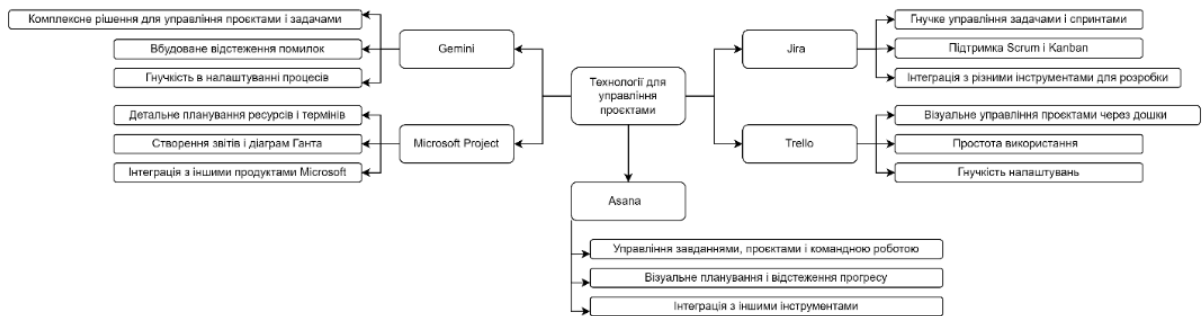 Комплексне рішення для управління проєктами і задачами
Вбудоване відстеження помилок
Гнучкість в налаштуванні процесів
Gemini
Детальне планування ресурсів і термінів
Створення звітів і діаграм Ганта
Інтеграція з іншими продуктами Microsoft
Microsoft Project
Технології для
управління
проєктами
Jira
Гнучке управління задачами і спринтами
Підтримка Scrum і Kanban
Інтеграція з різними інструментами для розробки
Trello
Візуальне управління проєктами через дошки
Простота використання
Гнучкість налаштувань
Asana
Управління завданнями, проєктами і командною роботою
Візуальне планування і відстеження прогресу
Інтеграція з іншими інструментами